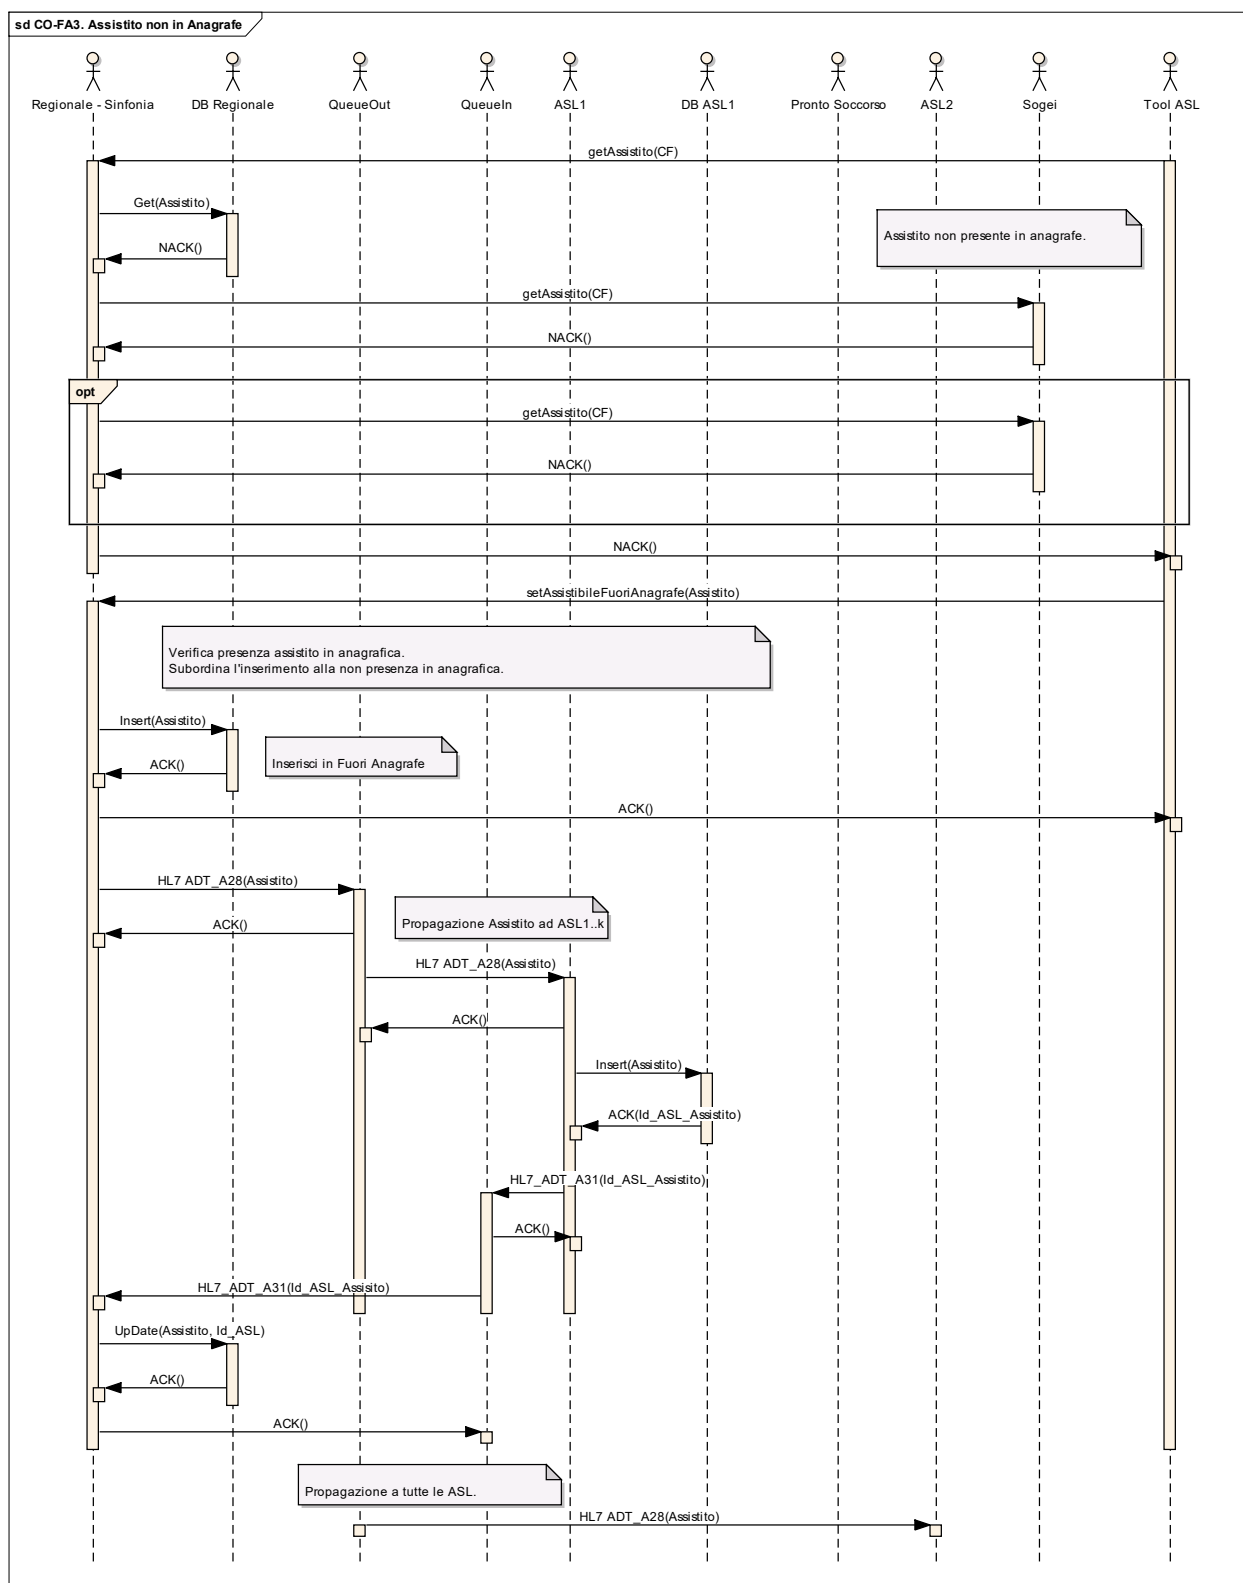 sd CO-FA3. Assistito non in Anagrafe
Regionale - Sinfonia
DB Regionale
QueueOut
QueueIn
ASL1
DB ASL1
Pronto Soccorso
ASL2
Sogei
Tool ASL
getAssistito(CF)
Get(Assistito)
Assistito non presente in anagrafe.
NACK()
getAssistito(CF)
NACK()
opt
getAssistito(CF)
NACK()
NACK()
setAssistibileFuoriAnagrafe(Assistito)
Verifica presenza assistito in anagrafica.
Subordina l'inserimento alla non presenza in anagrafica.
Insert(Assistito)
Inserisci in Fuori Anagrafe
ACK()
ACK()
HL7 ADT_A28(Assistito)
Propagazione Assistito ad ASL1..k
ACK()
HL7 ADT_A28(Assistito)
ACK()
Insert(Assistito)
ACK(Id_ASL_Assistito)
HL7_ADT_A31(Id_ASL_Assistito)
ACK()
HL7_ADT_A31(Id_ASL_Assisito)
UpDate(Assistito, Id_ASL)
ACK()
ACK()
Propagazione a tutte le ASL.
HL7 ADT_A28(Assistito)